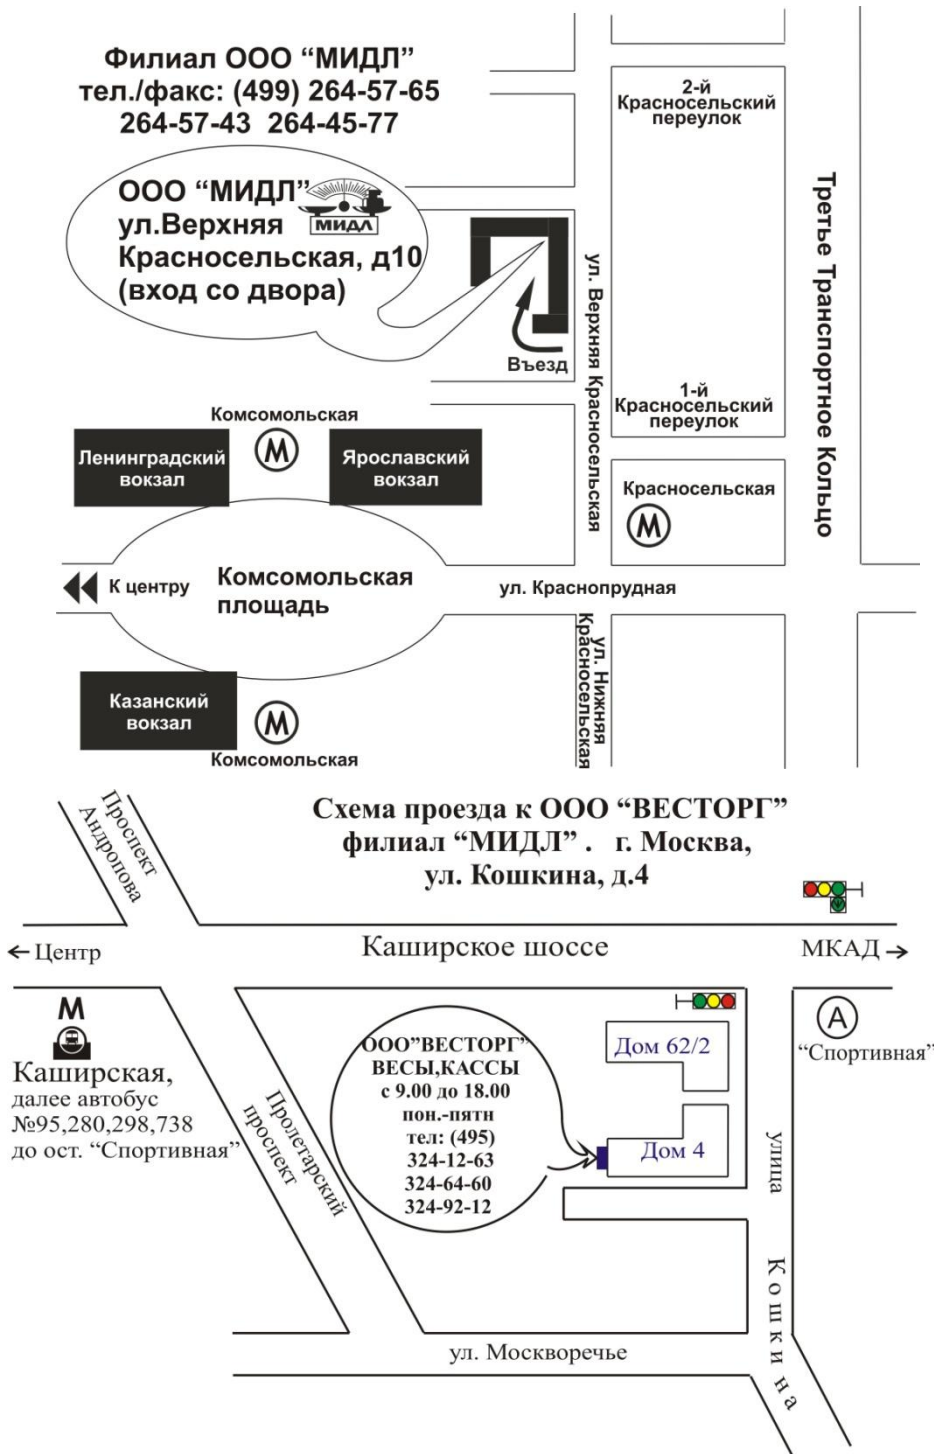 Филиал ООО “МИДЛ”
тел./факс: (499) 264-57-65
264-57-43 264-45-77
ООО “МИДЛ”
ул.Верхняя
Красносельская, д10
(вход со двора)
МИДЛ
Въезд
2-й
Красносельский
переулок
Третье Транспортное Кольцо
ул. Верхняя Красносельская
1-й
Красносельский
переулок
Комсомольская
М
Ленинградский
вокзал
Ярославский
вокзал
Красносельская
М
К центру
Комсомольская
площадь
ул. Краснопрудная
ул. Нижняя
Красносельская
Казанский
вокзал
М
Комсомольская
Проспект
Андропова
Схема проезда к ООО “ВЕСТОРГ”
филиал “МИДЛ” . г. Москва,
ул. Кошкина, д.4
Центр
Каширское шоссе
МКАД
М
Каширская,
далее автобус
№95,280,298,738
до ост. “Спортивная”
Пролетарский
проспект
ООО”ВЕСТОРГ”
ВЕСЫ,КАССЫ
с 9.00 до 18.00
пон.-пятн
тел: (495)
324-12-63
324-64-60
324-92-12
Дом 62/2
Дом 4
А
“Спортивная”
улица Кошкина
ул. Москворечье